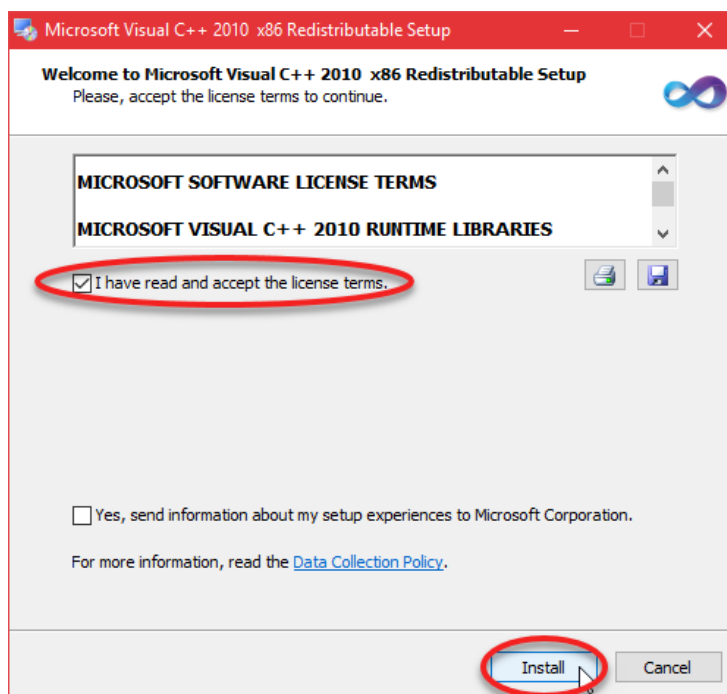 Microsoft Visual C++ 2010  x86 Redistributable Setup
Welcome to Microsoft Visual C++ 2010  x86 Redistributable Setup
Please, accept the license terms to continue.
MICROSOFT SOFTWARE LICENSE TERMS
MICROSOFT VISUAL C++ 2010 RUNTIME LIBRARIES
I have read and accept the license terms.
Yes, send information about my setup experiences to Microsoft Corporation.
For more information, read the Data Collection Policy.
Install
Cancel